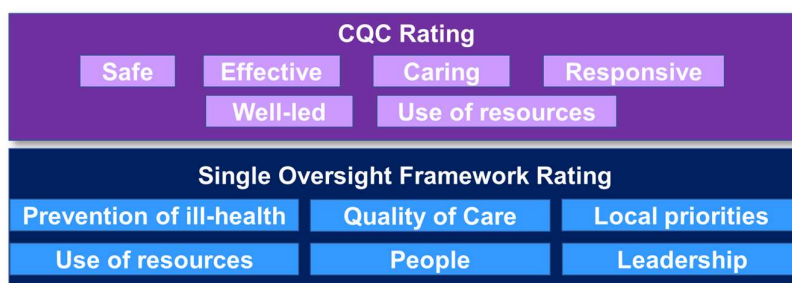 CQC Rating
Safe Effective Caring Responsive
Well-led Use of resources
Single Oversight Framework Rating
Prevention of ill-health Quality of Care Local priorities
Use of resources People Leadership